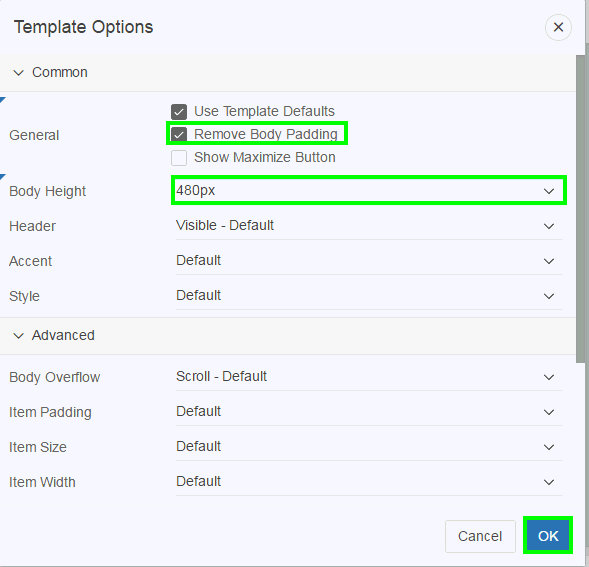 Template Options
Common
General
Use Template Defaults
Remove Body Padding
Show Maximize Button
Body Height 480px
Header Visible - Default
Accent Default
Style Default
Advanced
Body Overflow Scroll - Default
Item Padding Default
Item Size Default
Item Width Default
Cancel OK